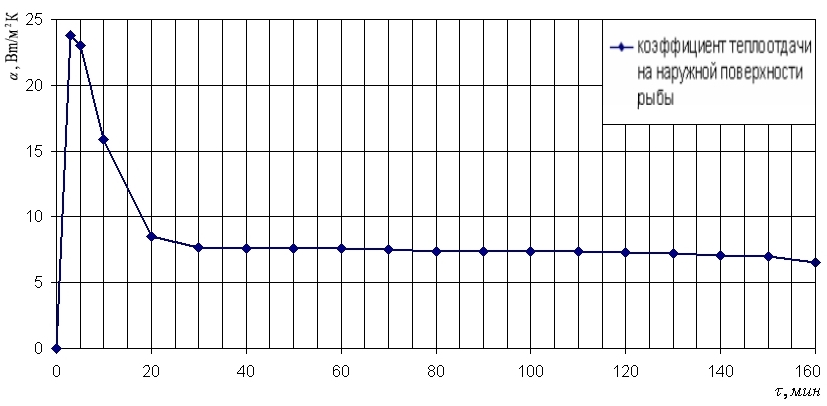 α, Вт/м²К
25
20
15
10
5
0
коэффициент теплоотдачи
на наружной поверхности
рыбы
0 20 40 60 80 100 120 140 160
τ, мин